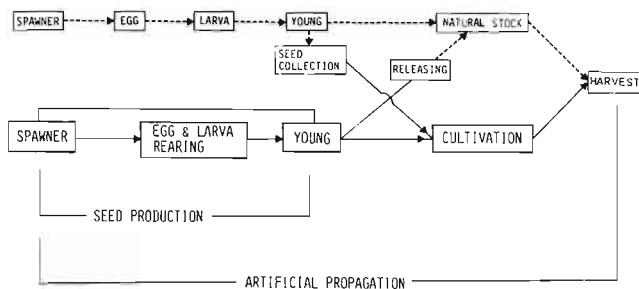 SPAWNER
EGG
LARVA
YOUNG
NATURAL STOCK
SEED
COLLECTION
RELEASING
HARVEST
SPAWNER
EGG & LARVA
REARING
YOUNG
CULTIVATION
SEED PRODUCTION
ARTIFICIAL PROPAGATION